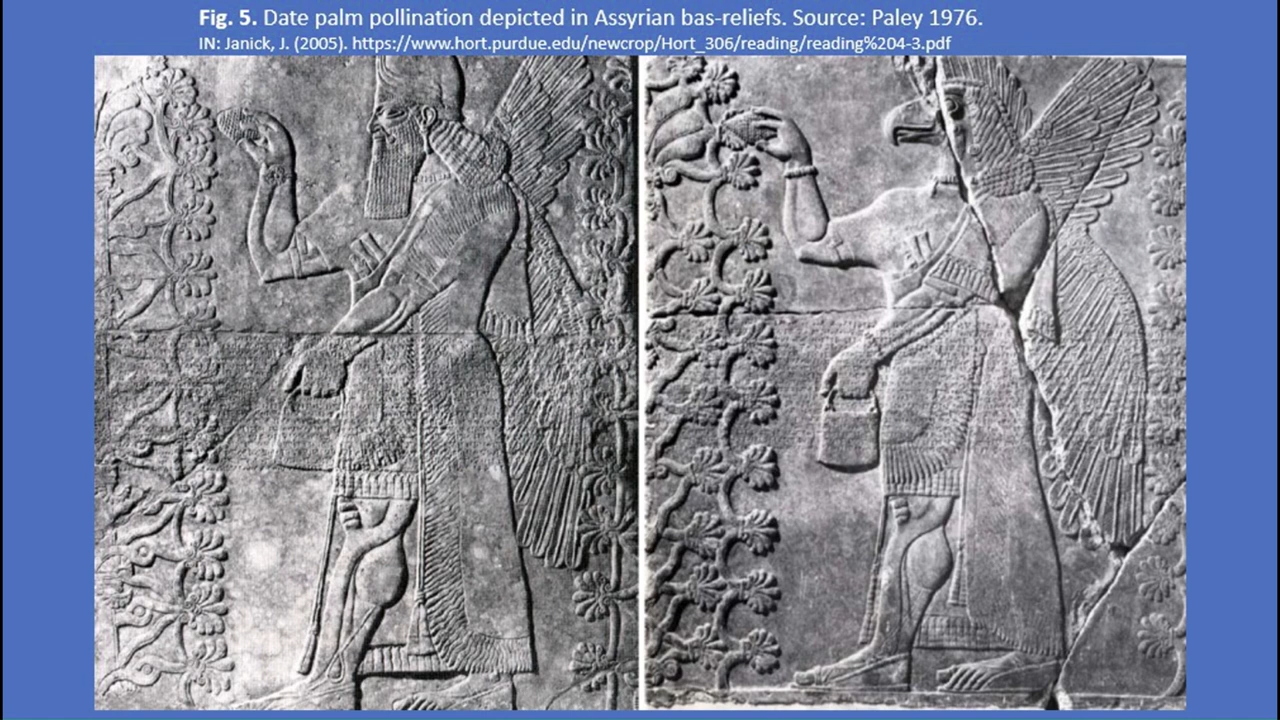 Fig. 5. Date palm pollination depicted in Assyrian bas-reliefs. Source: Paley 1976.
IN: Janick, J. (2005). https://www.hort.purdue.edu/newcrop/Hort_306/reading/reading%204-3.pdf